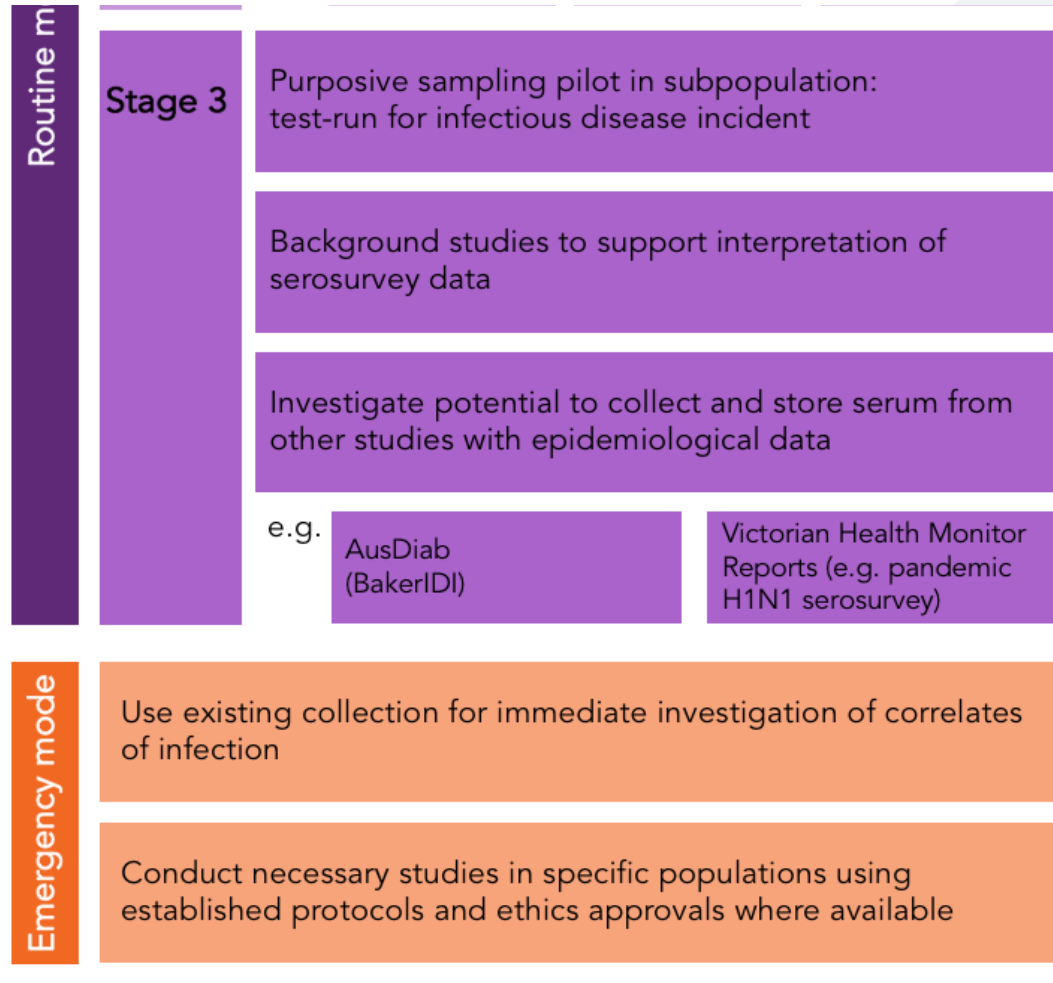 Routine m
Stage 3
Purposive sampling pilot in subpopulation:
test-run for infectious disease incident
Background studies to support interpretation of
serosurvey data
Investigate potential to collect and store serum from
other studies with epidemiological data
e.g.
AusDiab
(BakerIDI)
Victorian Health Monitor
Reports (e.g. pandemic
H1N1 serosurvey)
Emergency mode
Use existing collection for immediate investigation of correlates
of infection
Conduct necessary studies in specific populations using
established protocols and ethics approvals where available